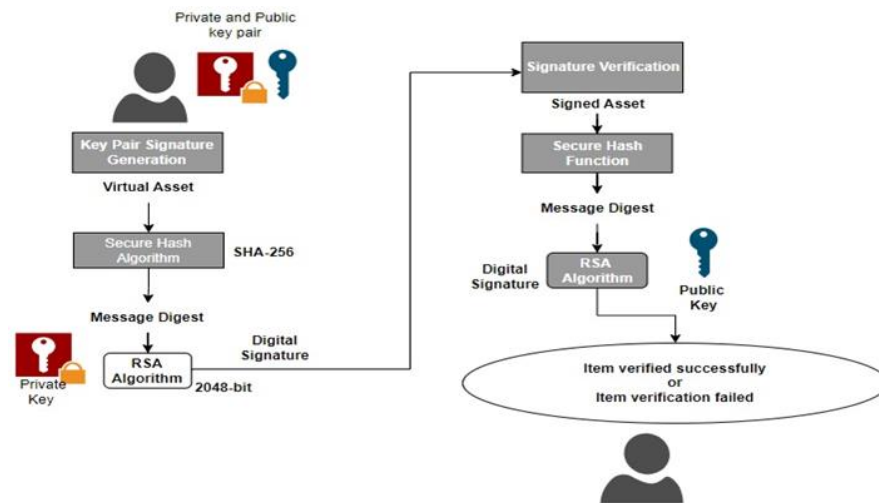 Private and Public
key pair
Key Pair Signature
Generation
Virtual Asset
Secure Hash
Algorithm
SHA-256
Message Digest
Private
Key
RSA
Algorithm
2048-bit
Digital
Signature
Signature Verification
Signed Asset
Secure Hash
Function
Message Digest
Digital
Signature
RSA
Algorithm
Public
Key
Item verified successfully
or
Item verification failed